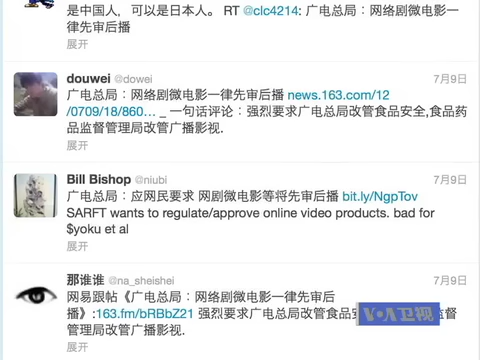 是中国人，可以是日本人。 RT @clc4214: 广电总局：网络剧微电影一
律先审后播
展开
douwei @dowei 7月9日
广电总局：网络剧微电影一律先审后播 news.163.com/12
/0709/18/860… _ 一句话评论：强烈要求广电总局改管食品安全,食品药
品监督管理局改管广播影视.
展开
Bill Bishop @niubi 7月9日
广电总局：应网民要求 网剧微电影等将先审后播 bit.ly/NgpTov
SARFT wants to regulate/approve online video products. bad for
$yoku et al
展开
那谁谁 @na_sheishei 7月9日
网易跟帖《广电总局：网络剧微电影一律先审后
播》:163.fm/bRBbZ21 强烈要求广电总局改管食品安 监督
管理局改管广播影视.
展开
VOA卫视